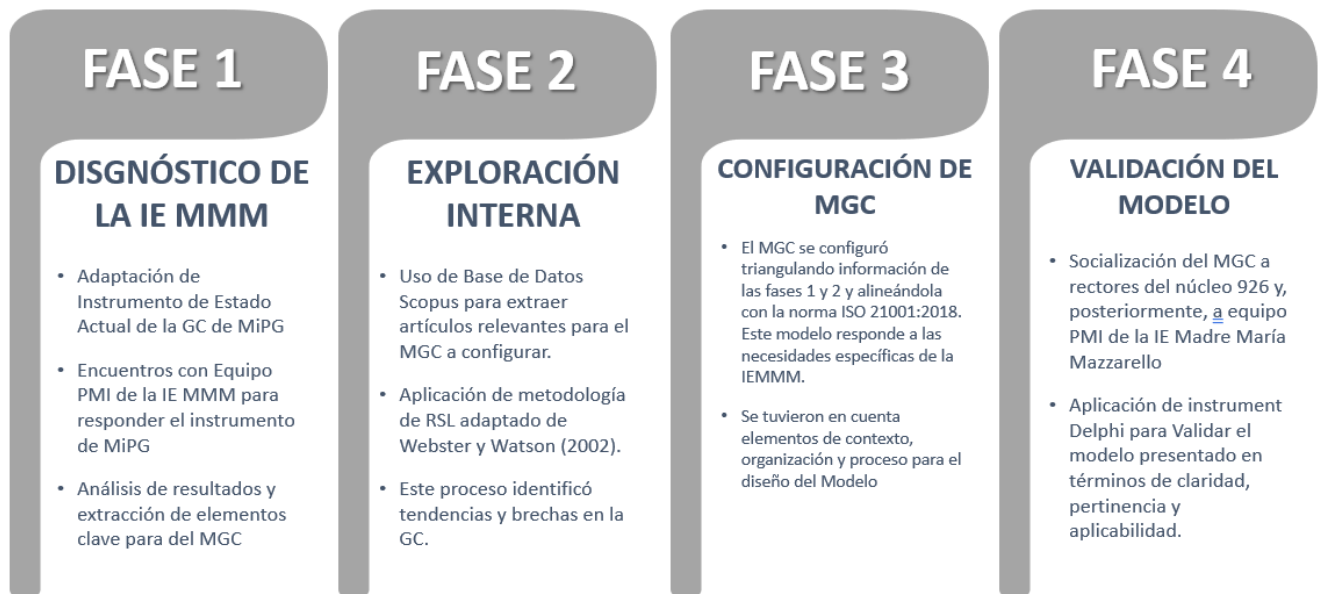 FASE 1
DISGNÓSTICO DE
LA IE MMM
• Adaptación de
Instrumento de Estado
Actual de la GC de MiPG
• Encuentros con Equipo
PMI de la IE MMM para
responder el instrumento
de MiPG
• Análisis de resultados y
extracción de elementos
clave para del MGC
FASE 2
EXPLORACIÓN
INTERNA
• Uso de Base de Datos
Scopus para extraer
artículos relevantes para el
MGC a configurar.
• Aplicación de metodología
de RSL adaptado de
Webster y Watson (2002).
• Este proceso identificó
tendencias y brechas en la
GC.
FASE 3
CONFIGURACIÓN DE
MGC
• El MGC se configuró
triangulando información de
las fases 1 y 2 y alineándola
con la norma ISO 21001:2018.
Este modelo responde a las
necesidades específicas de la
IEMMM.
• Se tuvieron en cuenta
elementos de contexto,
organización y proceso para el
diseño del Modelo
FASE 4
VALIDACIÓN DEL
MODELO
• Socialización del MGC a
rectores del núcleo 926 y,
posteriormente, a equipo
PMI de la IE Madre María
Mazzarello
• Aplicación de instrument
Delphi para Validar el
modelo presentado en
términos de claridad,
pertinencia y
aplicabilidad.